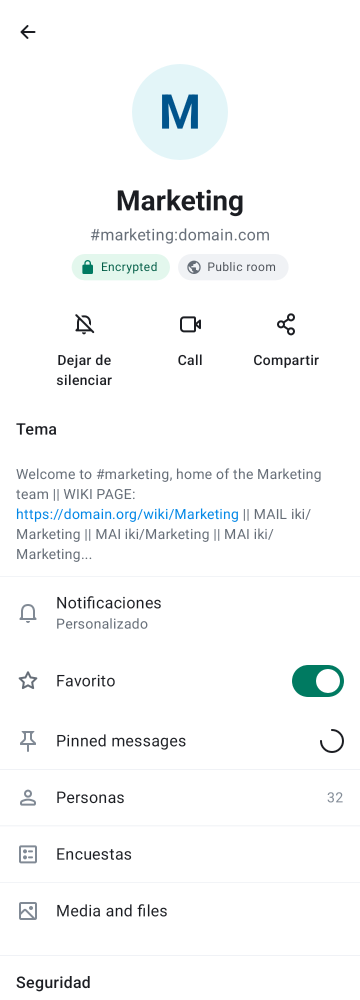 M
Marketing
#marketing:domain.com
Encrypted
Public room
Dejar de
silenciar
Call
Compartir
Tema
Welcome to #marketing, home of the Marketing
team || WIKI PAGE:
https://domain.org/wiki/Marketing || MAIL iki/
Marketing || MAI iki/Marketing || MAI iki/
Marketing...
Notificaciones
Personalizado
Favorito
Pinned messages
Personas
32
Encuestas
Media and files
Seguridad